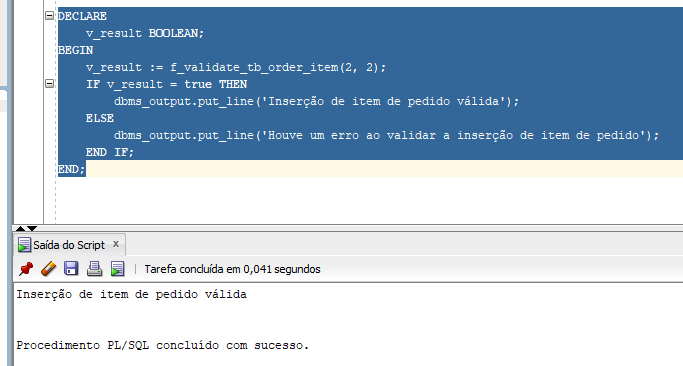 DECLARE
v_result BOOLEAN;
BEGIN
v_result := f_validate_tb_order_item(2, 2);
IF v_result = true THEN
dbms_output.put_line('Inserção de item de pedido válida');
ELSE
dbms_output.put_line('Houve um erro ao validar a inserção de item de pedido');
END IF;
END;
Saída do Script x
Tarefa concluída em 0,041 segundos
Inserção de item de pedido válida
Procedimento PL/SQL concluído com sucesso.